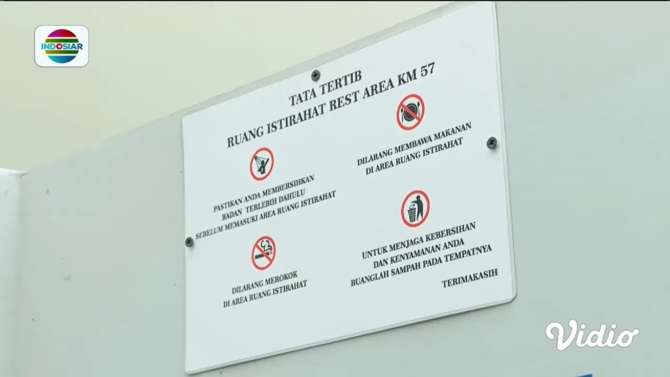 INDOSIAR
TATA TERTIB
RUANG ISTIRAHAT REST AREA KM 57
PASTIKAN ANDA MEMBERSIHKAN
BADAN TERLEBIH DAHULU
SEBELUM MEMASUKI AREA RUANG ISTIRAHAT
DILARANG MEMBAWA MAKANAN
DI AREA RUANG ISTIRAHAT
DILARANG MEROKOK
DI AREA RUANG ISTIRAHAT
UNTUK MENJAGA KEBERSIHAN
DAN KENYAMANAN ANDA
BUANGLAH SAMPAH PADA TEMPATNYA
TERIMAKASIH
Vidio